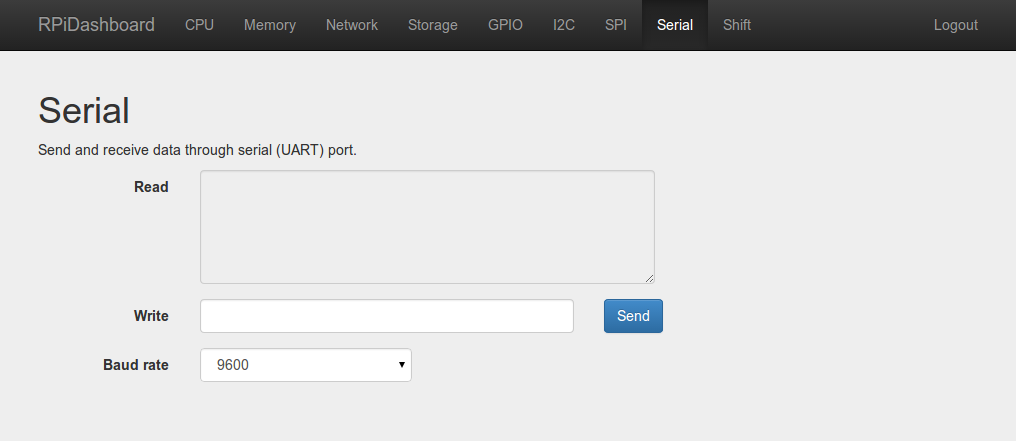 RPiDashboard CPU Memory Network Storage GPIO I2C SPI Serial Shift Logout
Serial
Send and receive data through serial (UART) port.
Read
Write Send
Baud rate 9600